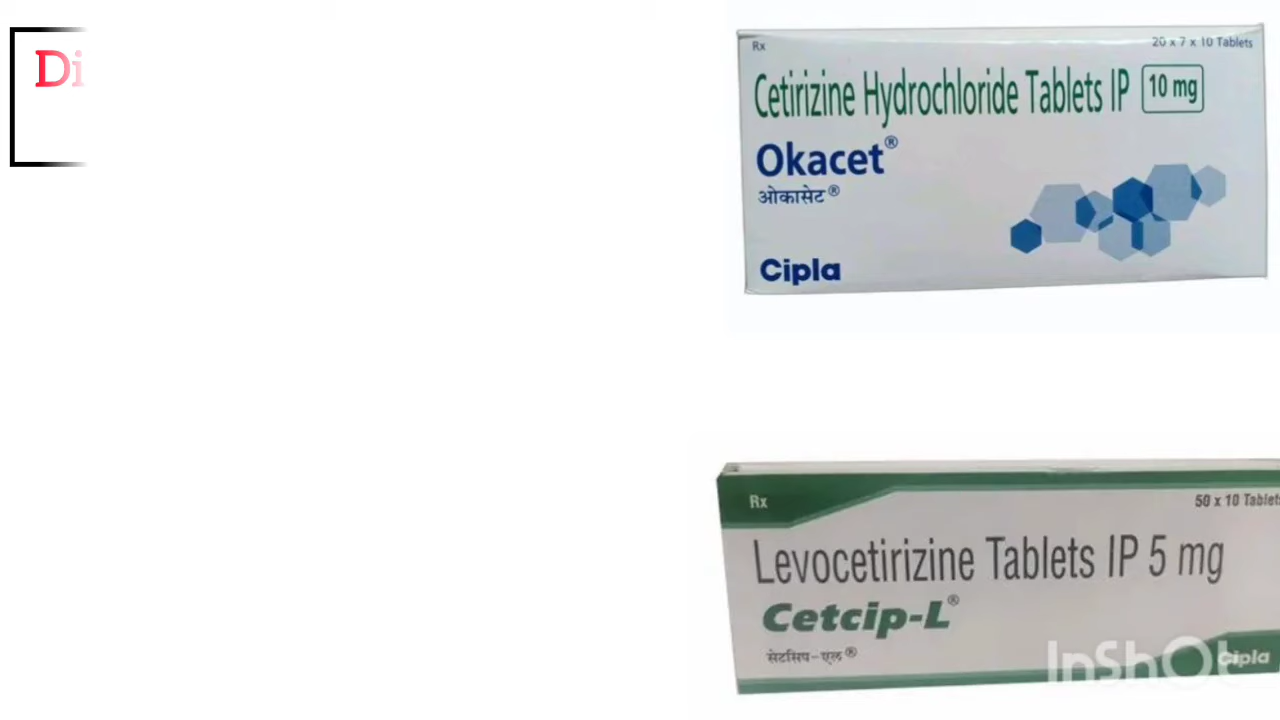 Di
Rx
20 x 7 x 10 Tablets
Cetirizine Hydrochloride Tablets IP 10 mg
Okacet®
ओकासेट®
Cipla
Rx
50 x 10 Tablets
Levocetirizine Tablets IP 5 mg
Cetcip-L®
सेटसिप-एल®
Cipla
InShOt